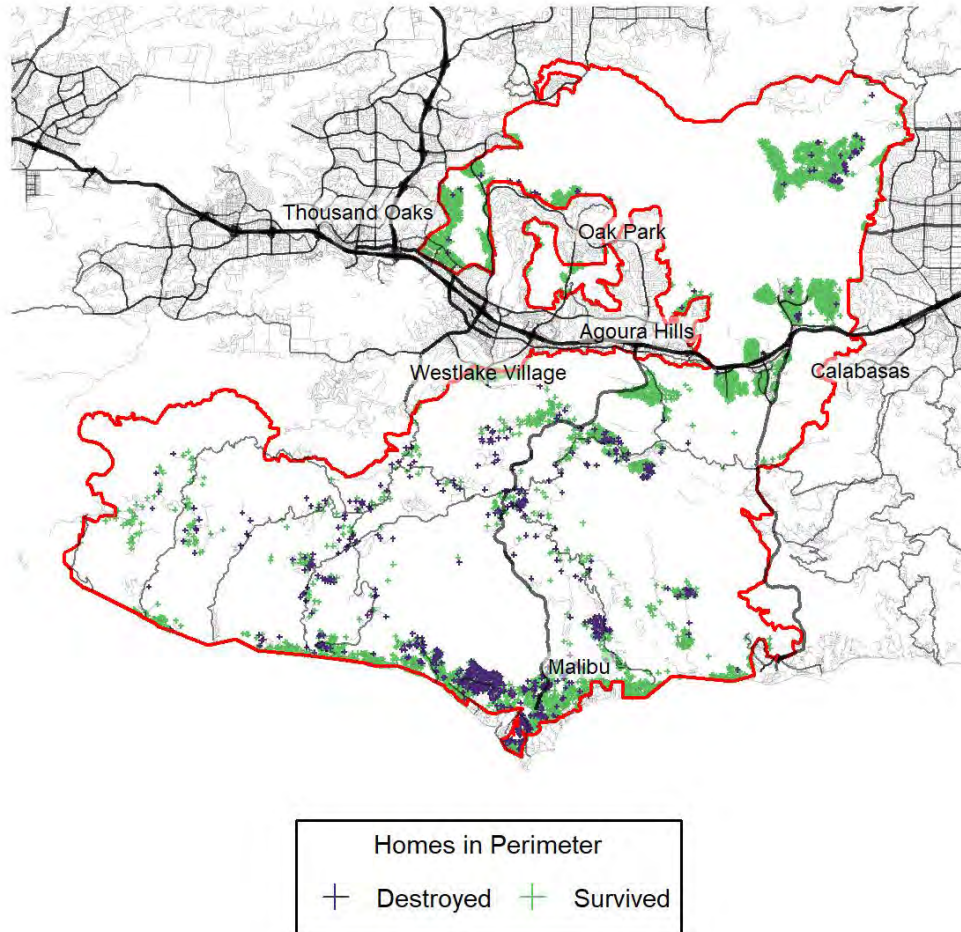 Thousand Oaks
Oak Park
Agoura Hills
Westlake Village
Calabasas
Malibu
Homes in Perimeter
Destroyed
Survived